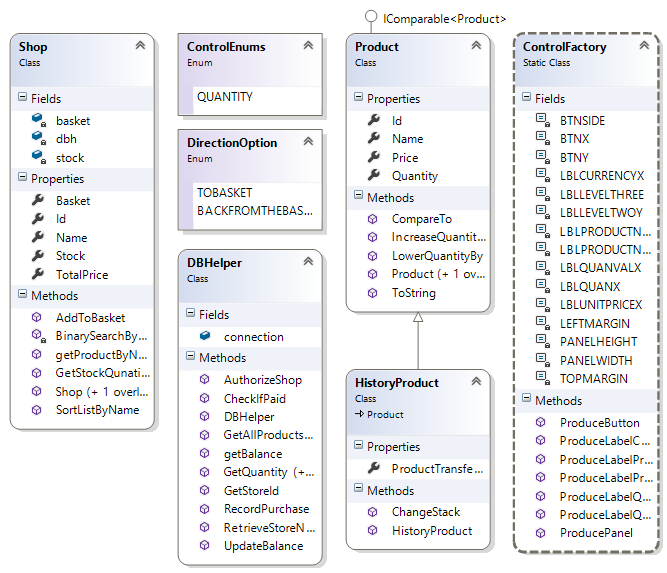 IComparable<Product>
Shop
Class
Fields
basket
dbh
stock
Properties
Basket
Id
Name
Stock
TotalPrice
Methods
AddToBasket
BinarySearchBy...
getProductByN...
GetStockQunati...
Shop (+ 1 overl...
SortListByName
ControlEnums
Enum
QUANTITY
DirectionOption
Enum
TOBASKET
BACKFROMTHEBAS...
DBHelper
Class
Fields
connection
Methods
AuthorizeShop
CheckIfPaid
DBHelper
GetAllProducts...
getBalance
GetQuantity (+...
GetStoreId
RecordPurchase
RetrieveStoreN...
UpdateBalance
Product
Class
Properties
Id
Name
Price
Quantity
Methods
CompareTo
IncreaseQuantit...
LowerQuantityBy
Product (+ 1 over...
ToString
HistoryProduct
Class
Product
Properties
ProductTransfe...
Methods
ChangeStack
HistoryProduct
ControlFactory
Static Class
Fields
BTNSIDE
BTNX
BTNY
LBLCURRENCYX
LBLLEVELTHREE
LBLLEVELTWOY
LBLPRODUCTN...
LBLPRODUCTN...
LBLQUANVALX
LBLQUANX
LBLUNITPRICEX
LEFTMARGIN
PANELHEIGHT
PANELWIDTH
TOPMARGIN
Methods
ProduceButton
ProduceLabelC...
ProduceLabelPr...
ProduceLabelPr...
ProduceLabelQ...
ProduceLabelQ...
ProducePanel